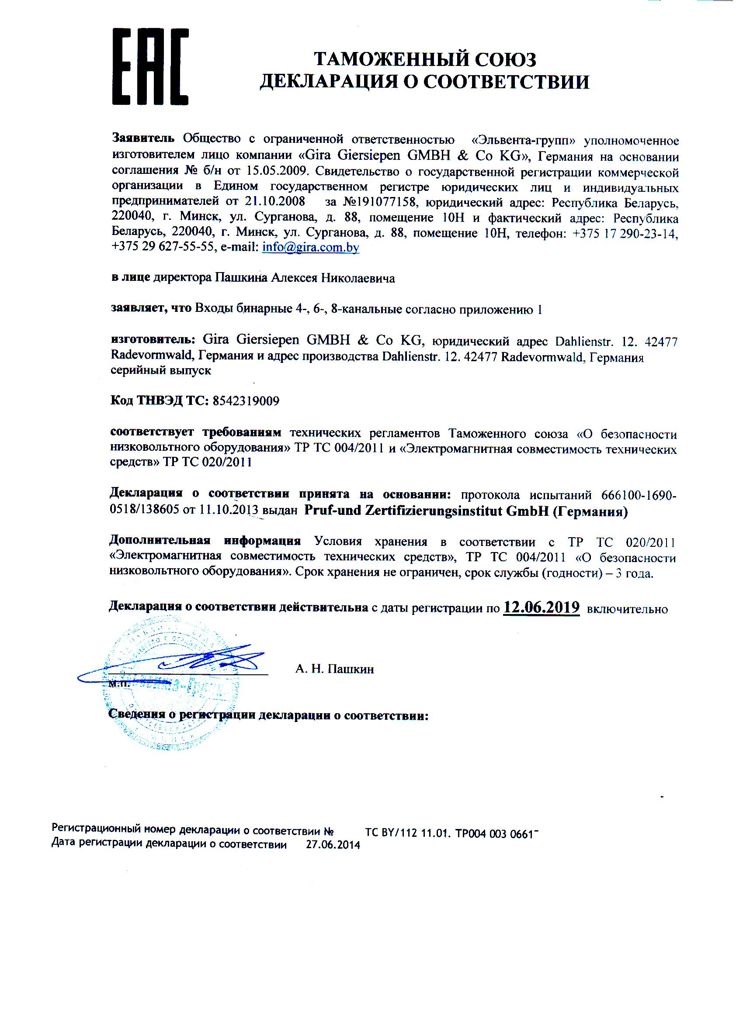 EAC
ТАМОЖЕННЫЙ СОЮЗ
ДЕКЛАРАЦИЯ О СООТВЕТСТВИИ
Заявитель Общество с ограниченной ответственностью «Эльвента-групп» уполномоченное
изготовителем лицо компании «Gira Giersiepen GMBH & Co KG», Германия на основании
соглашения № б/н от 15.05.2009. Свидетельство о государственной регистрации коммерческой
организации в Едином государственном регистре юридических лиц и индивидуальных
предпринимателей от 21.10.2008 за №191077158, юридический адрес: Республика Беларусь,
220040, г. Минск, ул. Сурганова, д. 88, помещение 10Н и фактический адрес: Республика
Беларусь, 220040, г. Минск, ул. Сурганова, д. 88, помещение 10Н, телефон: +375 17 290-23-14,
+375 29 627-55-55, e-mail: info@gira.com.by
в лице директора Пашкина Алексея Николаевича
заявляет, что Входы бинарные 4-, 6-, 8-канальные согласно приложению 1
изготовитель: Gira Giersiepen GMBH & Co KG, юридический адрес Dahlienstr. 12. 42477
Radevormwald, Германия и адрес производства Dahlienstr. 12. 42477 Radevormwald, Германия
серийный выпуск
Код ТНВЭД ТС: 8542319009
соответствует требованиям технических регламентов Таможенного союза «О безопасности
низковольтного оборудования» ТР ТС 004/2011 и «Электромагнитная совместимость технических
средств» ТР ТС 020/2011
Декларация о соответствии принята на основании: протокола испытаний 666100-1690-
0518/138605 от 11.10.2013 выдан Pruf-und Zertifizierungsinstitut GmbH (Германия)
Дополнительная информация Условия хранения в соответствии с ТР ТС 020/2011
«Электромагнитная совместимость технических средств», ТР ТС 004/2011 «О безопасности
низковольтного оборудования». Срок хранения не ограничен, срок службы (годности) – 3 года.
Декларация о соответствии действительна с даты регистрации по 12.06.2019 включительно
А. Н. Пашкин
М.П.
Сведения о регистрации декларации о соответствии:
Регистрационный номер декларации о соответствии № ТС BY/112 11.01. ТР004 003 0661
Дата регистрации декларации о соответствии 27.06.2014